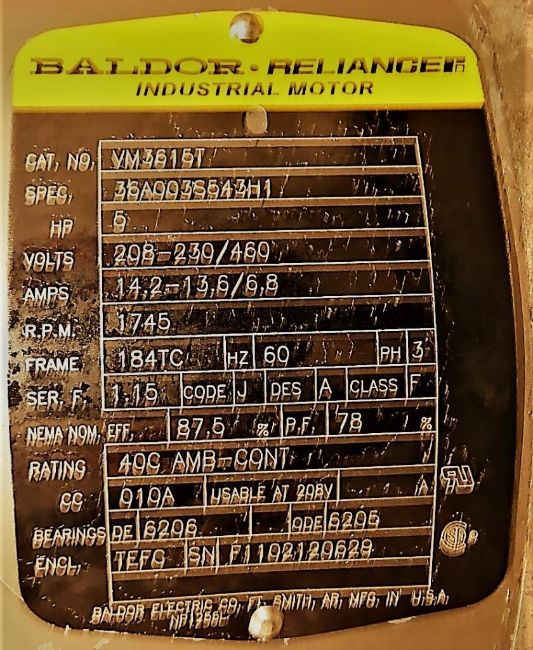 BALDOR · RELIANCE
INDUSTRIAL MOTOR
CAT. NO. VM3615T
SPEC. 36A003S543H1
HP 5
VOLTS 208-230/460
AMPS 14.2-13.6/6.8
R.P.M. 1745
FRAME 184TC HZ 60 PH 3
SER. F. 1.15 CODE J DES A CLASS F
NEMA NOM. EFF. 87.5 % P.F. 78 %
RATING 40C AMB-CONT
CC 010A USABLE AT 208V A
BEARINGS DE 6206 ODE 6205
ENCL. TEFC SN F1102120629
BALDOR ELECTRIC CO. FT. SMITH, AR. MFG. IN U.S.A.